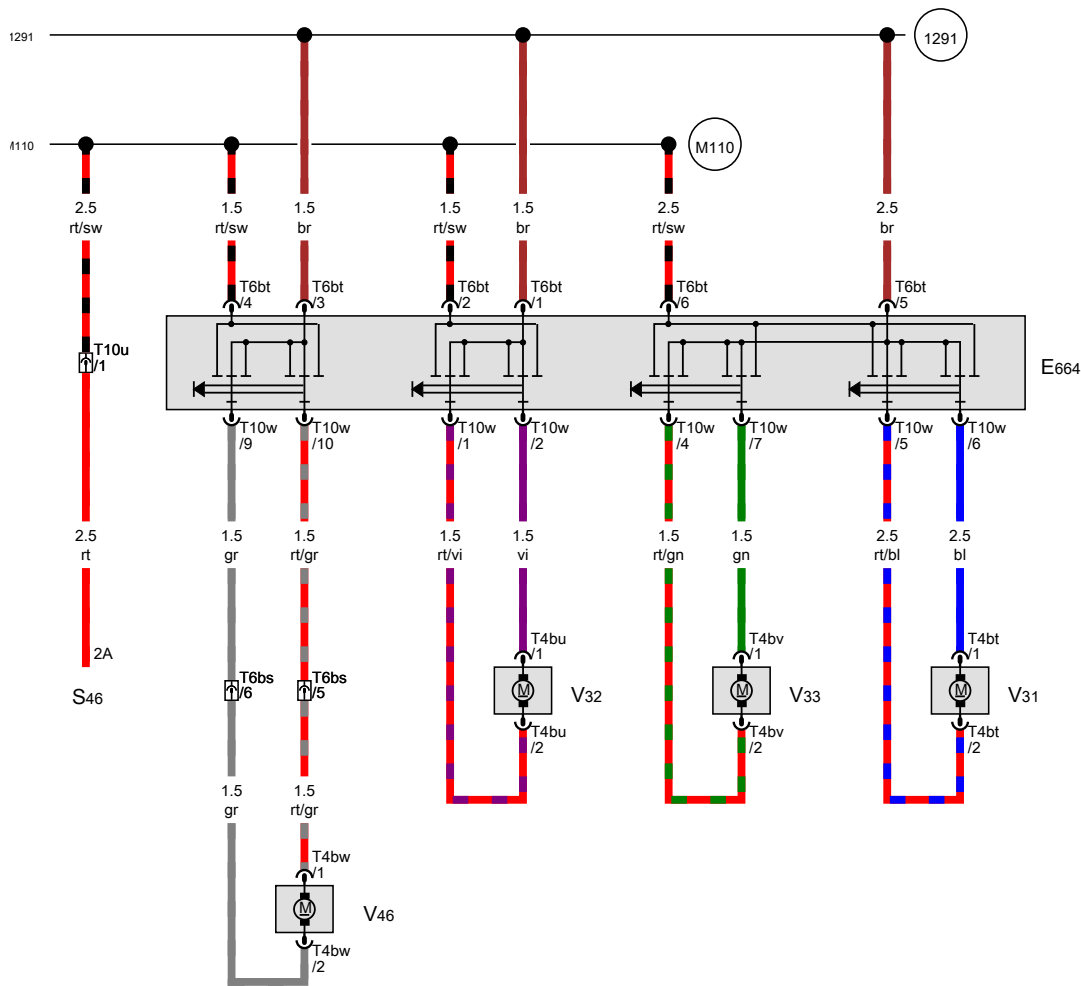 1291
1291
M110
M110
2.5 1.5 1.5 1.5 1.5 2.5 2.5
rt/sw rt/sw br rt/sw br rt/sw br
T6bt T6bt T6bt T6bt T6bt T6bt
/4 /3 /2 /1 /6 /5
T10u
/1
E664
T10w T10w T10w T10w T10w T10w T10w T10w
/9 /10 /1 /2 /4 /7 /5 /6
2.5 1.5 1.5 1.5 1.5 1.5 1.5 2.5 2.5
rt gr rt/gr rt/vi vi rt/gn gn rt/bl bl
T4bu T4bv T4bt
/1 /1 /1
2A
S46
T6bs T6bs
/6 /5
M V32 M V33 M V31
T4bu T4bv T4bt
/2 /2 /2
1.5 1.5
gr rt/gr
T4bw
/1
M V46
T4bw
/2